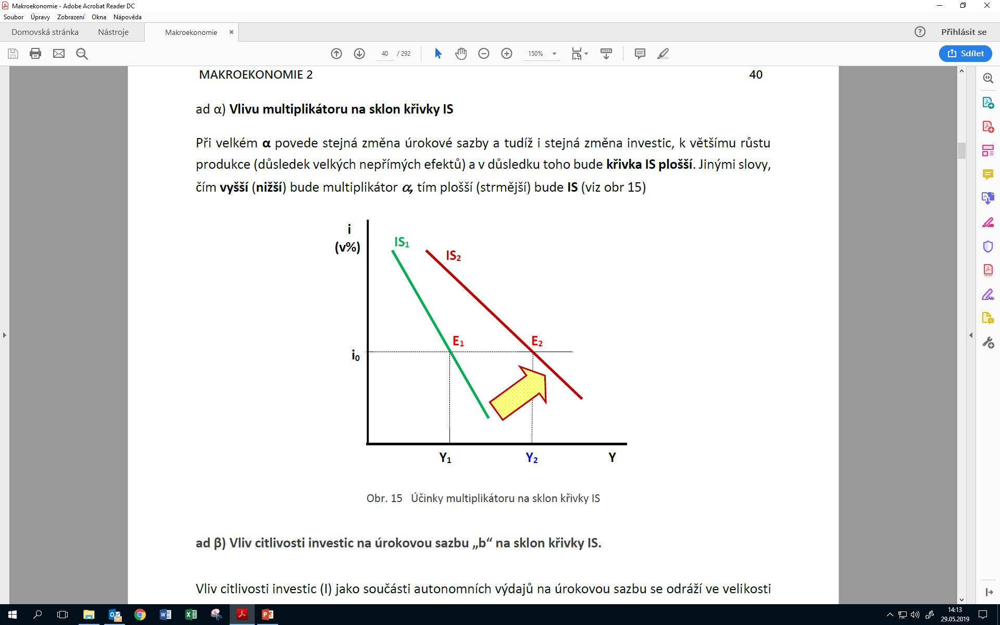 Makroekonomie - Adobe Acrobat Reader DC
Soubor Úpravy Zobrazení Okna Nápověda
Domovská stránka Nástroje Makroekonomie × Přihlásit se
40 / 292 150% Sdílet
MAKROEKONOMIE 2 40
ad α) Vlivu multiplikátoru na sklon křivky IS
Při velkém α povede stejná změna úrokové sazby a tudíž i stejná změna investic, k většímu růstu
produkce (důsledek velkých nepřímých efektů) a v důsledku toho bude křivka IS plošší. Jinými slovy,
čím vyšší (nižší) bude multiplikátor α, tím plošší (strmější) bude IS (viz obr 15)
i
(v%)
IS₁
IS₂
E₁ E₂
i₀
Y₁ Y₂ Y
Obr. 15 Účinky multiplikátoru na sklon křivky IS
ad β) Vliv citlivosti investic na úrokovou sazbu „b“ na sklon křivky IS.
Vliv citlivosti investic (I) jako součásti autonomních výdajů na úrokovou sazbu se odráží ve velikosti
14:13
29.05.2019